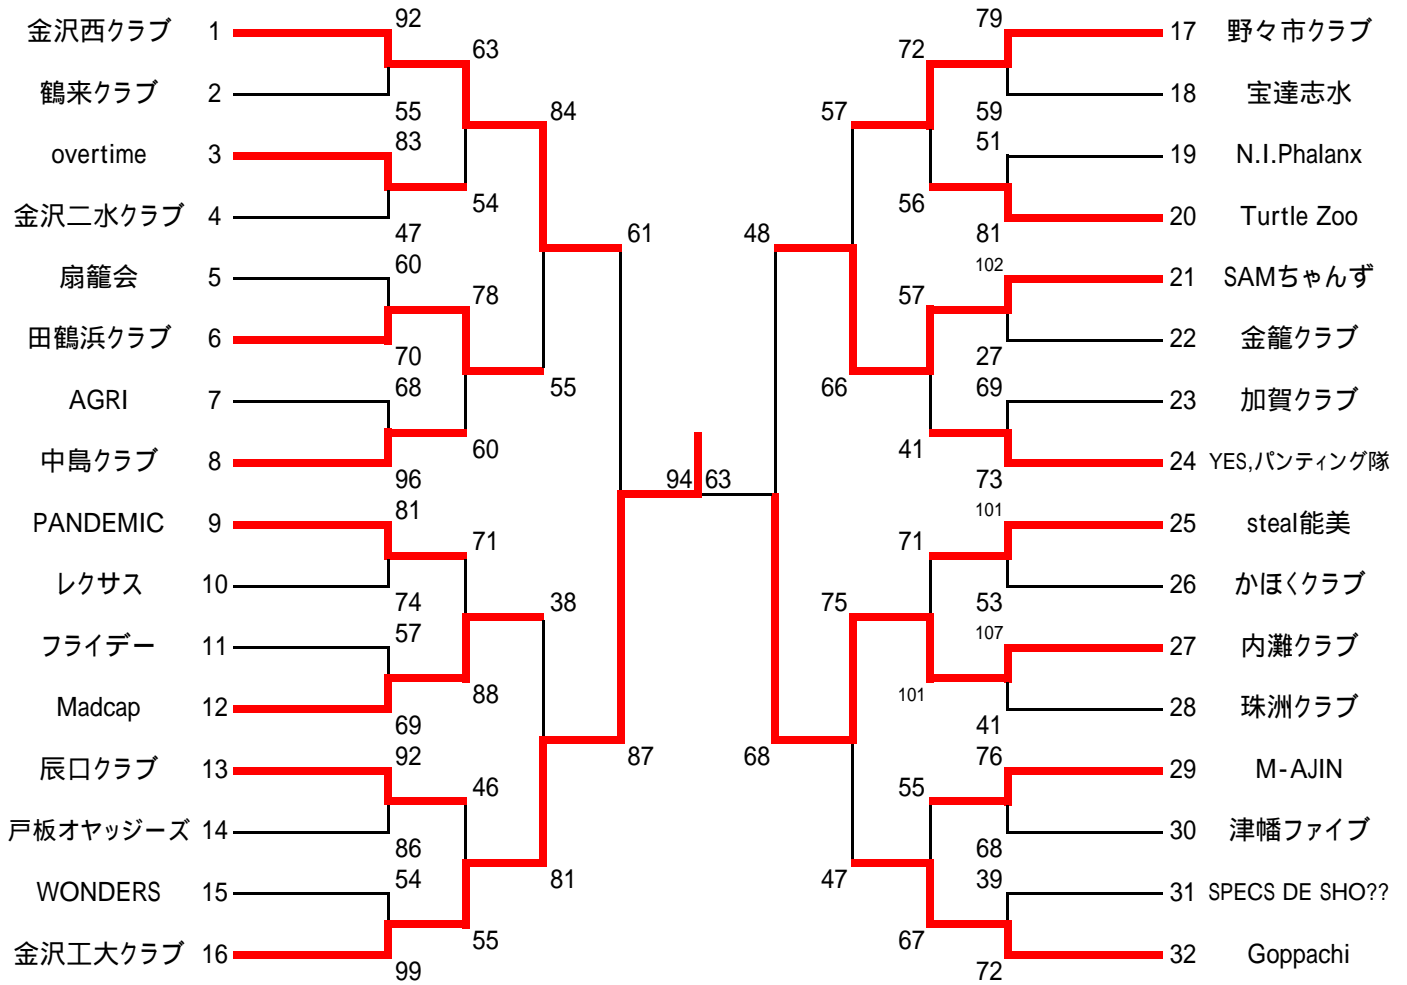 金沢西クラブ 1 92 79 17 野々市クラブ
63 72
鶴来クラブ 2 55 84 57 59 18 宝達志水
overtime 3 83 51 19 N.I.Phalanx
54 56
金沢二水クラブ 4 47 61 48 81 20 Turtle Zoo
扇籠会 5 60 102 21 SAMちゃんず
78 57
田鶴浜クラブ 6 70 27 22 金籠クラブ
AGRI 7 68 55 66 69 23 加賀クラブ
60 41
中島クラブ 8 96 94 63 73 24 YES,パンティング隊
PANDEMIC 9 81 101 25 steal能美
71 71
レクサス 10 74 38 75 53 26 かほくクラブ
フライデー 11 57 107 27 内灘クラブ
88 101
Madcap 12 69 87 68 41 28 珠洲クラブ
辰口クラブ 13 92 76 29 M-AJIN
46 55
戸板オヤッジーズ 14 86 68 30 津幡ファイブ
WONDERS 15 54 81 47 39 31 SPECS DE SHO??
55 67
金沢工大クラブ 16 99 72 32 Goppachi